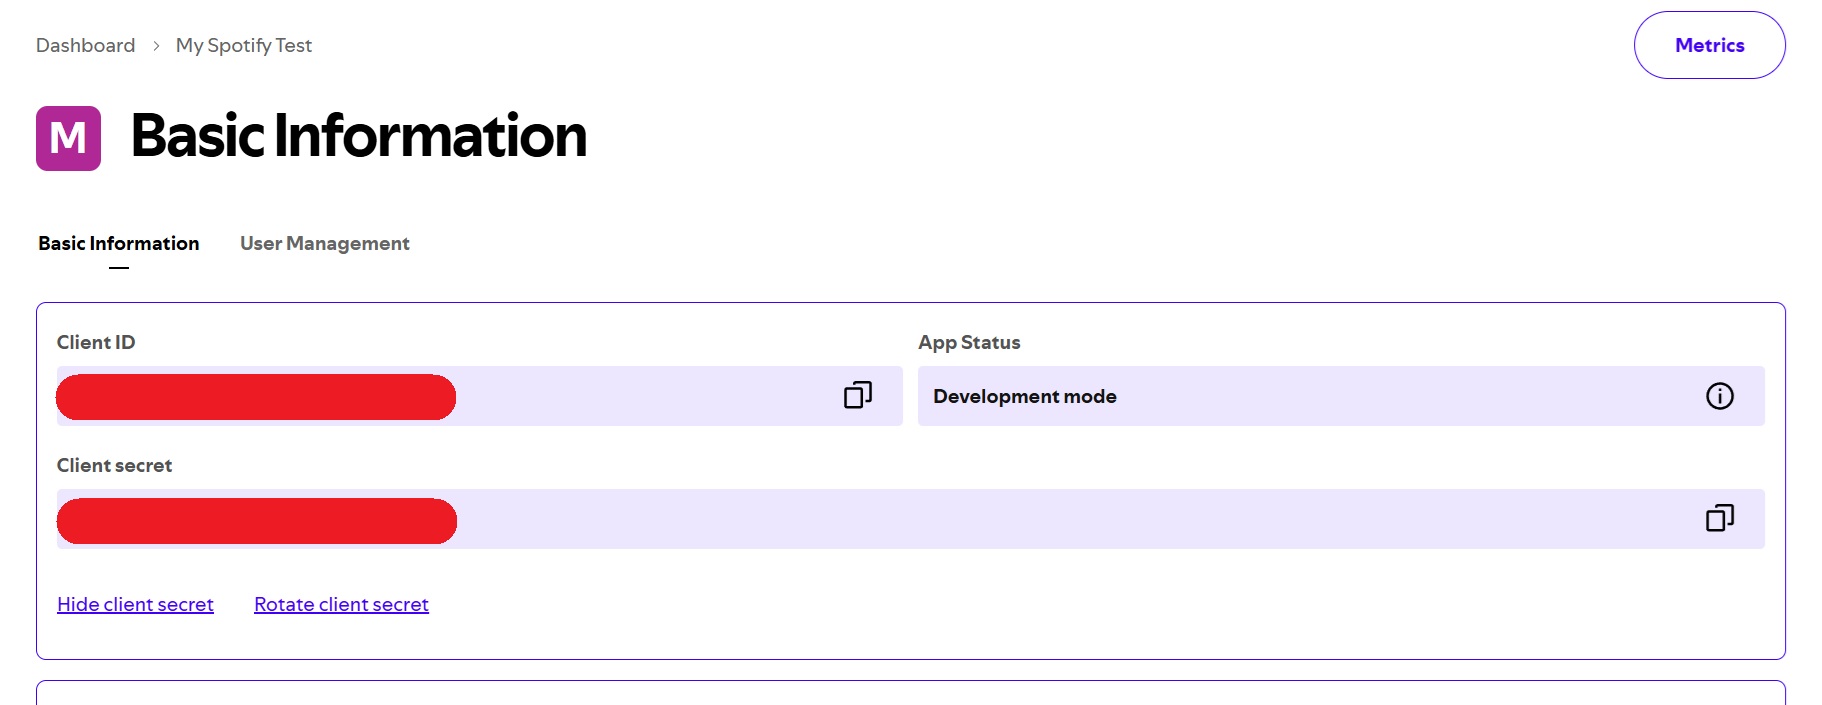 Dashboard > My Spotify Test
Metrics
M
Basic Information
Basic Information User Management
Client ID
App Status
Development mode
Client secret
Hide client secret Rotate client secret